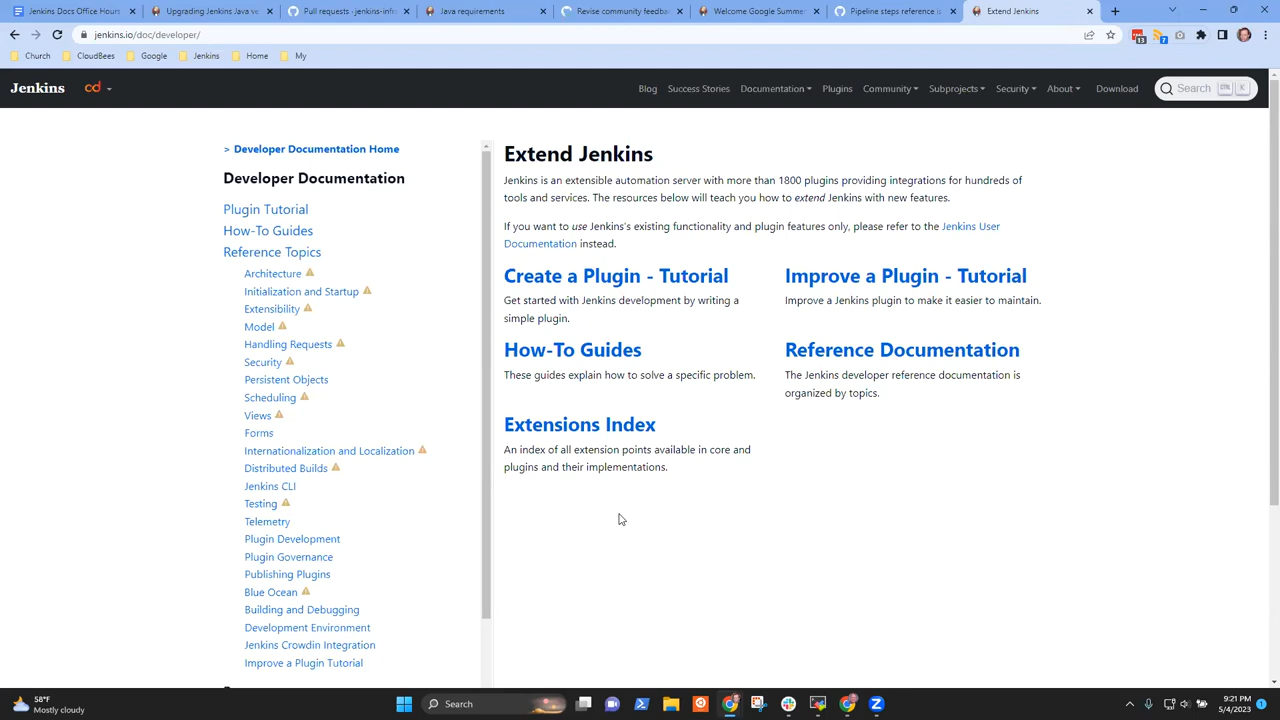 Jenkins Docs Office Hours
Upgrading Jenkins Java ve
Pull requests · jenkins-infr
Java requirements
Revise community feedba
Welcome Google Summe
Pipeline steps reference is
Extend Jenkins
jenkins.io/doc/developer/
13
7
Church
CloudBees
Google
Jenkins
Home
My
Jenkins
cd
Blog
Success Stories
Documentation
Plugins
Community
Subprojects
Security
About
Download
Search
CTRL
K
> Developer Documentation Home
Developer Documentation
Plugin Tutorial
How-To Guides
Reference Topics
Architecture
Initialization and Startup
Extensibility
Model
Handling Requests
Security
Persistent Objects
Scheduling
Views
Forms
Internationalization and Localization
Distributed Builds
Jenkins CLI
Testing
Telemetry
Plugin Development
Plugin Governance
Publishing Plugins
Blue Ocean
Building and Debugging
Development Environment
Jenkins Crowdin Integration
Improve a Plugin Tutorial
Extend Jenkins
Jenkins is an extensible automation server with more than 1800 plugins providing integrations for hundreds of
tools and services. The resources below will teach you how to extend Jenkins with new features.
If you want to use Jenkins's existing functionality and plugin features only, please refer to the Jenkins User
Documentation instead.
Create a Plugin - Tutorial
Get started with Jenkins development by writing a
simple plugin.
Improve a Plugin - Tutorial
Improve a Jenkins plugin to make it easier to maintain.
How-To Guides
These guides explain how to solve a specific problem.
Reference Documentation
The Jenkins developer reference documentation is
organized by topics.
Extensions Index
An index of all extension points available in core and
plugins and their implementations.
58°F
Mostly cloudy
Search
9:21 PM
5/4/2023
1